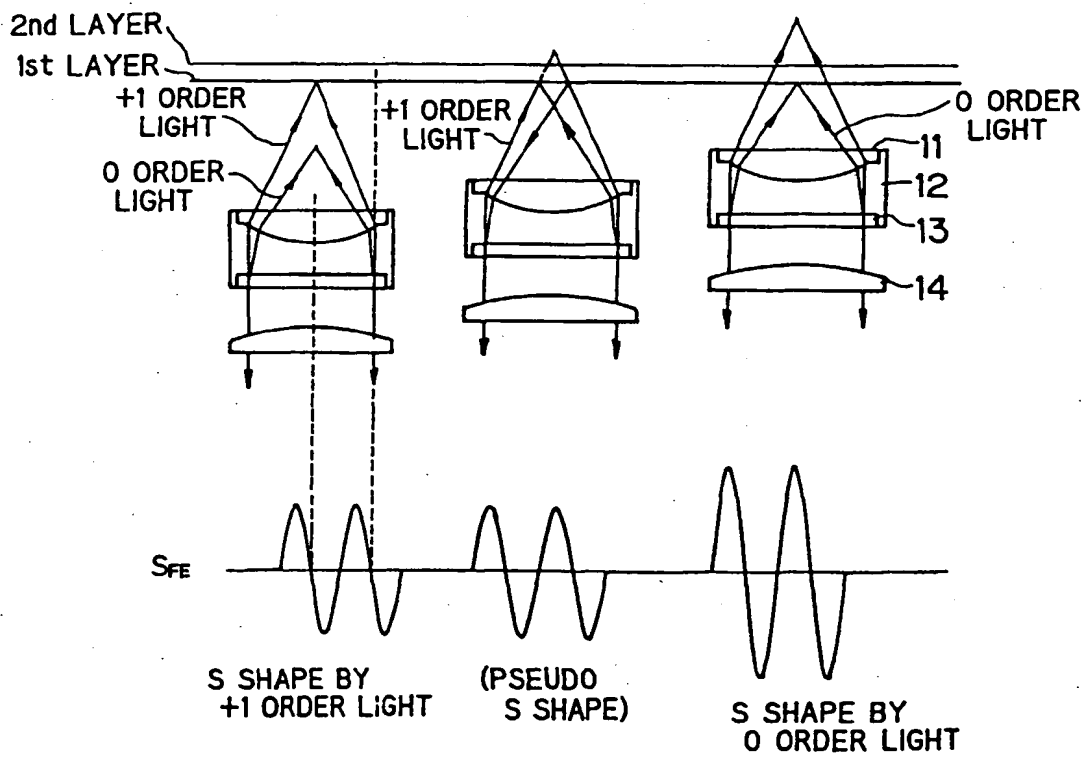 2nd LAYER
1st LAYER
+1 ORDER
LIGHT
0 ORDER
LIGHT
+1 ORDER
LIGHT
0 ORDER
LIGHT
11
12
13
14
SFE
S SHAPE BY
+1 ORDER LIGHT
(PSEUDO
S SHAPE)
S SHAPE BY
0 ORDER LIGHT